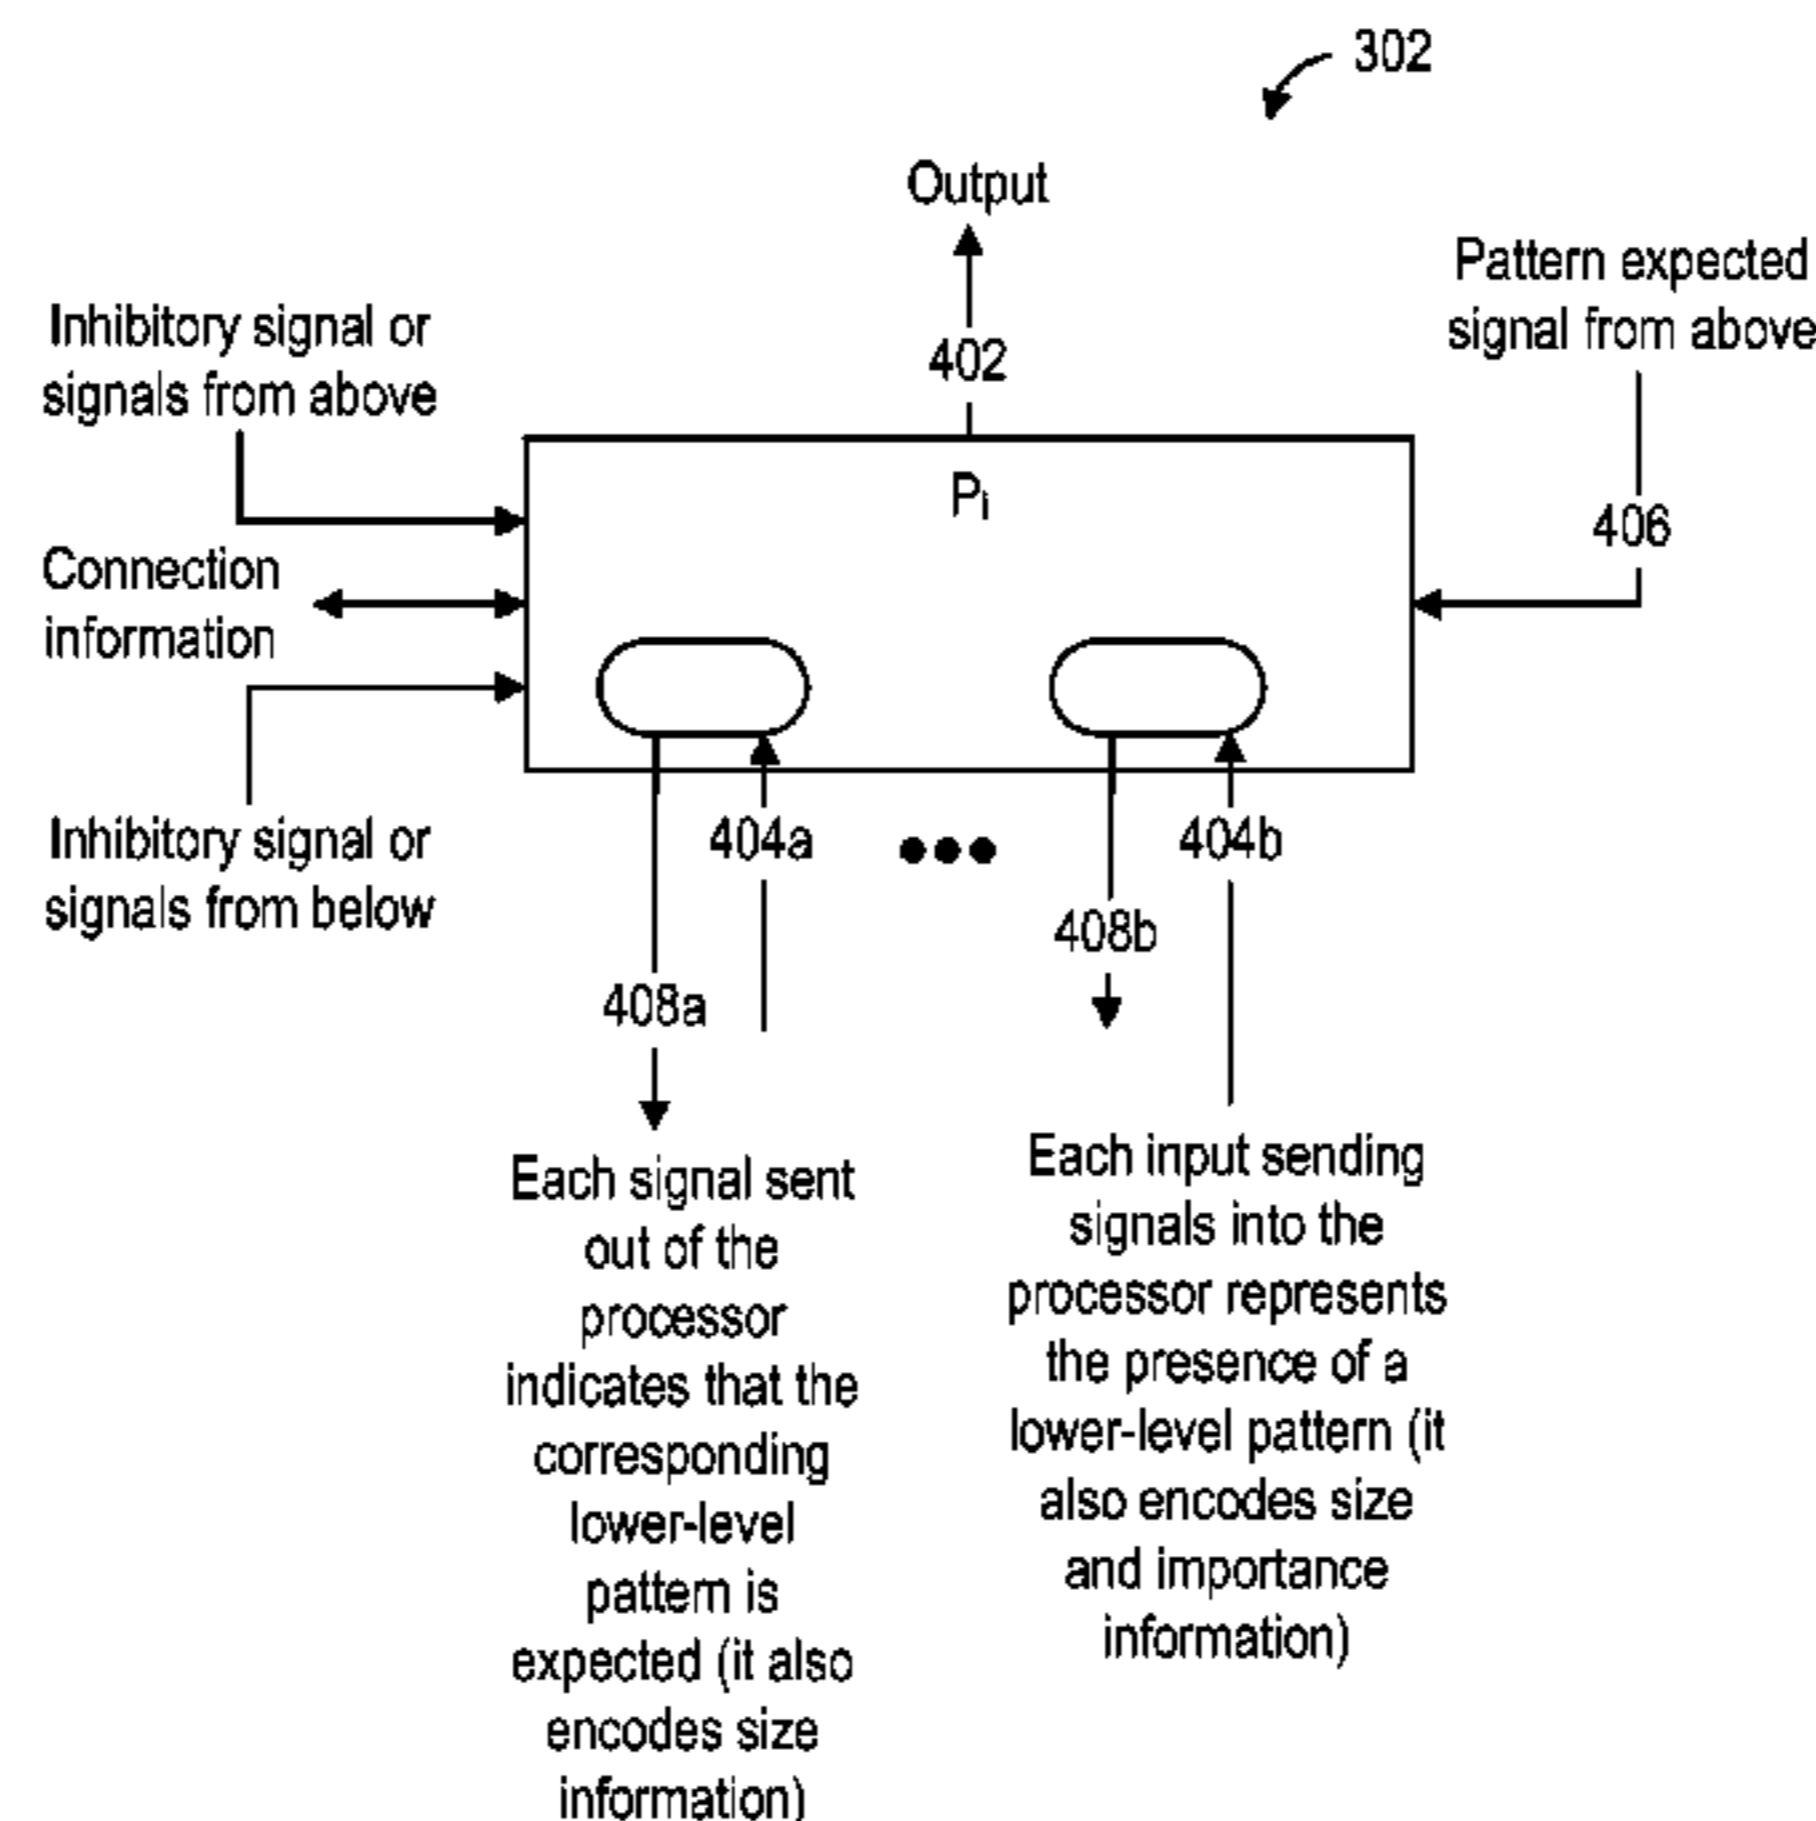 302
Output
Pattern expected
signal from above
Inhibitory signal or
signals from above
402
Pi
406
Connection
information
Inhibitory signal or
signals from below
404a
404b
408b
408a
Each signal sent
out of the
processor
indicates that the
corresponding
lower-level
pattern is
expected (it also
encodes size
information)
Each input sending
signals into the
processor represents
the presence of a
lower-level pattern (it
also encodes size
and importance
information)